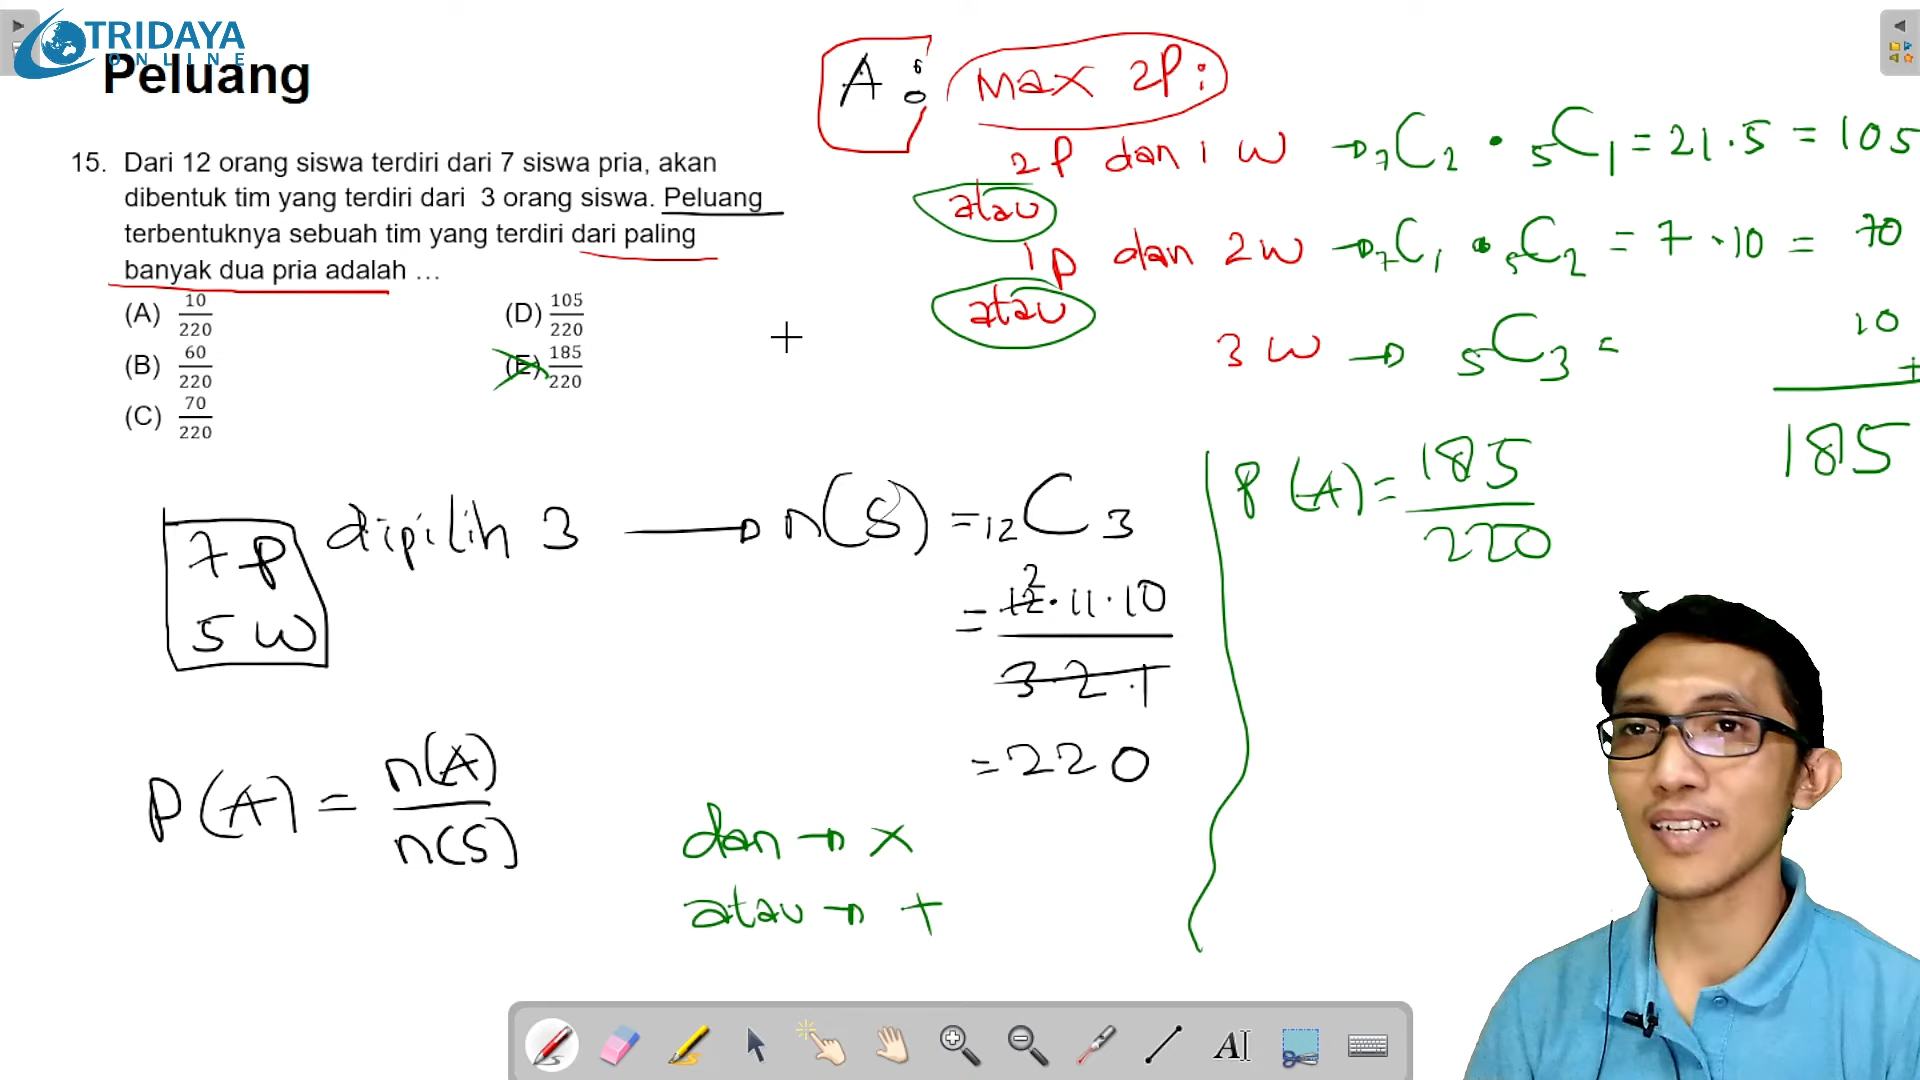 TRIDAYA
ONLINE
Peluang
15. Dari 12 orang siswa terdiri dari 7 siswa pria, akan
dibentuk tim yang terdiri dari 3 orang siswa. Peluang
terbentuknya sebuah tim yang terdiri dari paling
banyak dua pria adalah …
(A) 10/220
(B) 60/220
(C) 70/220
(D) 105/220
(E) 185/220
A : Max 2P :
2P dan 1 W → 7C2 · 5C1 = 21 . 5 = 105
atau
1P dan 2W → 7C1 · 5C2 = 7 . 10 = 70
atau
3 W → 5C3 = 10
+
185
7P
5 W
dipilih 3 → n(S) = 12C3
= 12 2 . 11 . 10
3 . 2 . 1
= 220
P(A) = n(A)/n(S)
dan → x
atau → +
P(A) = 185/220
AI